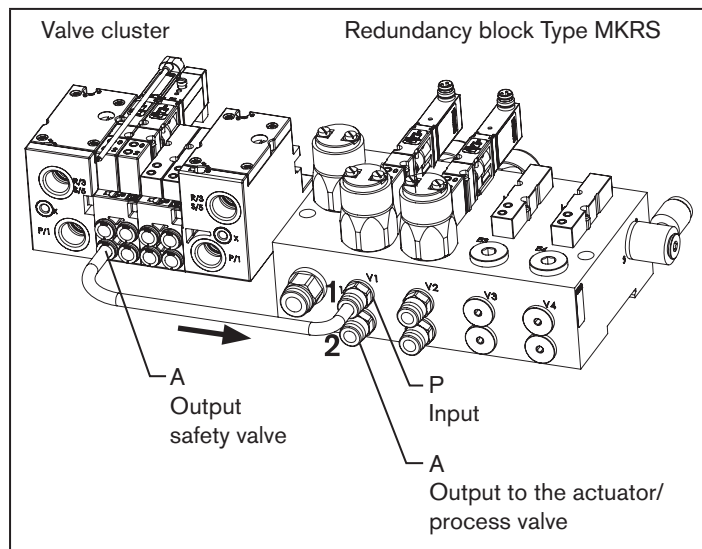 Valve cluster
Redundancy block Type MKRS
R/3
S/5
X
P/1
R/3
S/5
X
P/1
1
V1
V2
V3
V4
2
A
Output
safety valve
P
Input
A
Output to the actuator/
process valve